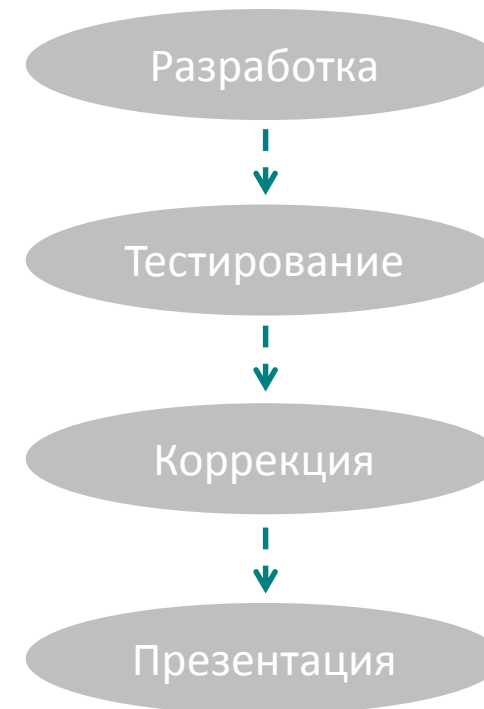 Разработка
Тестирование
Коррекция
Презентация